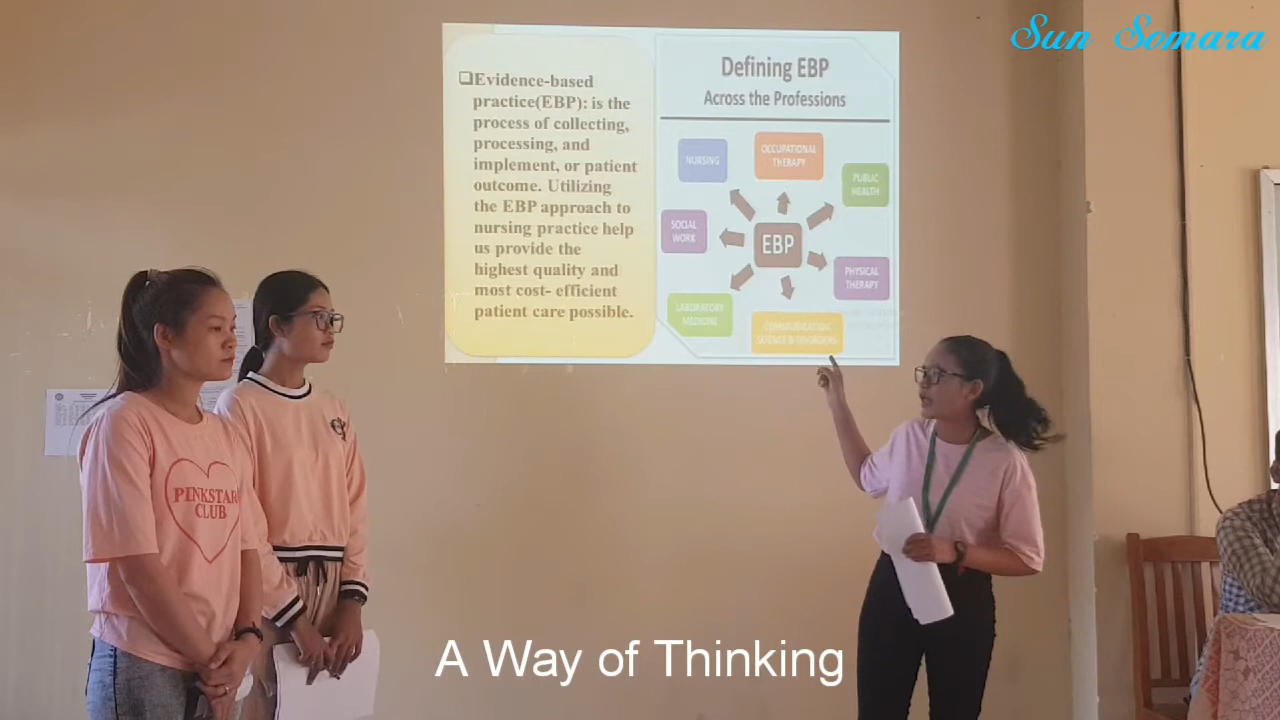 Sun Somara
❑Evidence-based
practice(EBP): is the
process of collecting,
processing, and
implement, or patient
outcome. Utilizing
the EBP approach to
nursing practice help
us provide the
highest quality and
most cost- efficient
patient care possible.
Defining EBP
Across the Professions
NURSING
OCCUPATIONAL
THERAPY
PUBLIC
HEALTH
SOCIAL
WORK
EBP
PHYSICAL
THERAPY
LABORATORY
MEDICINE
COMMUNICATION
SCIENCE & DISORDERS
PINKSTAR
CLUB
A Way of Thinking